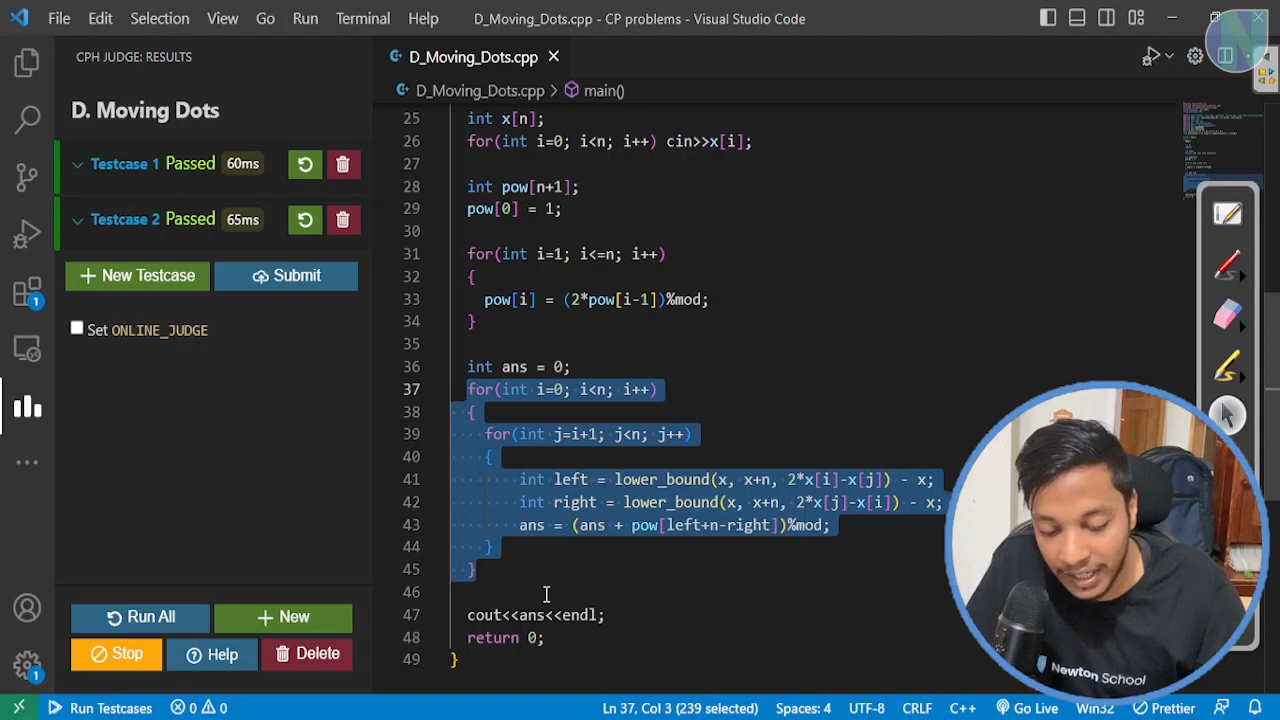 File Edit Selection View Go Run Terminal Help D_Moving_Dots.cpp - CP problems - Visual Studio Code
CPH JUDGE: RESULTS
D. Moving Dots
Testcase 1 Passed 60ms
Testcase 2 Passed 65ms
New Testcase Submit
Set ONLINE_JUDGE
Run All New
Stop Help Delete
D_Moving_Dots.cpp
D_Moving_Dots.cpp > main()
25 int x[n];
26 for(int i=0; i<n; i++) cin>>x[i];
27
28 int pow[n+1];
29 pow[0] = 1;
30
31 for(int i=1; i<=n; i++)
32 {
33 pow[i] = (2*pow[i-1])%mod;
34 }
35
36 int ans = 0;
37 for(int i=0; i<n; i++)
38 {
39 for(int j=i+1; j<n; j++)
40 {
41 int left = lower_bound(x, x+n, 2*x[i]-x[j]) - x;
42 int right = lower_bound(x, x+n, 2*x[j]-x[i]) - x;
43 ans = (ans + pow[left+n-right])%mod;
44 }
45 }
46
47 cout<<ans<<endl;
48 return 0;
49 }
Newton School
1
1
Run Testcases 0 0 Ln 37, Col 3 (239 selected) Spaces: 4 UTF-8 CRLF C++ Go Live Win32 Prettier